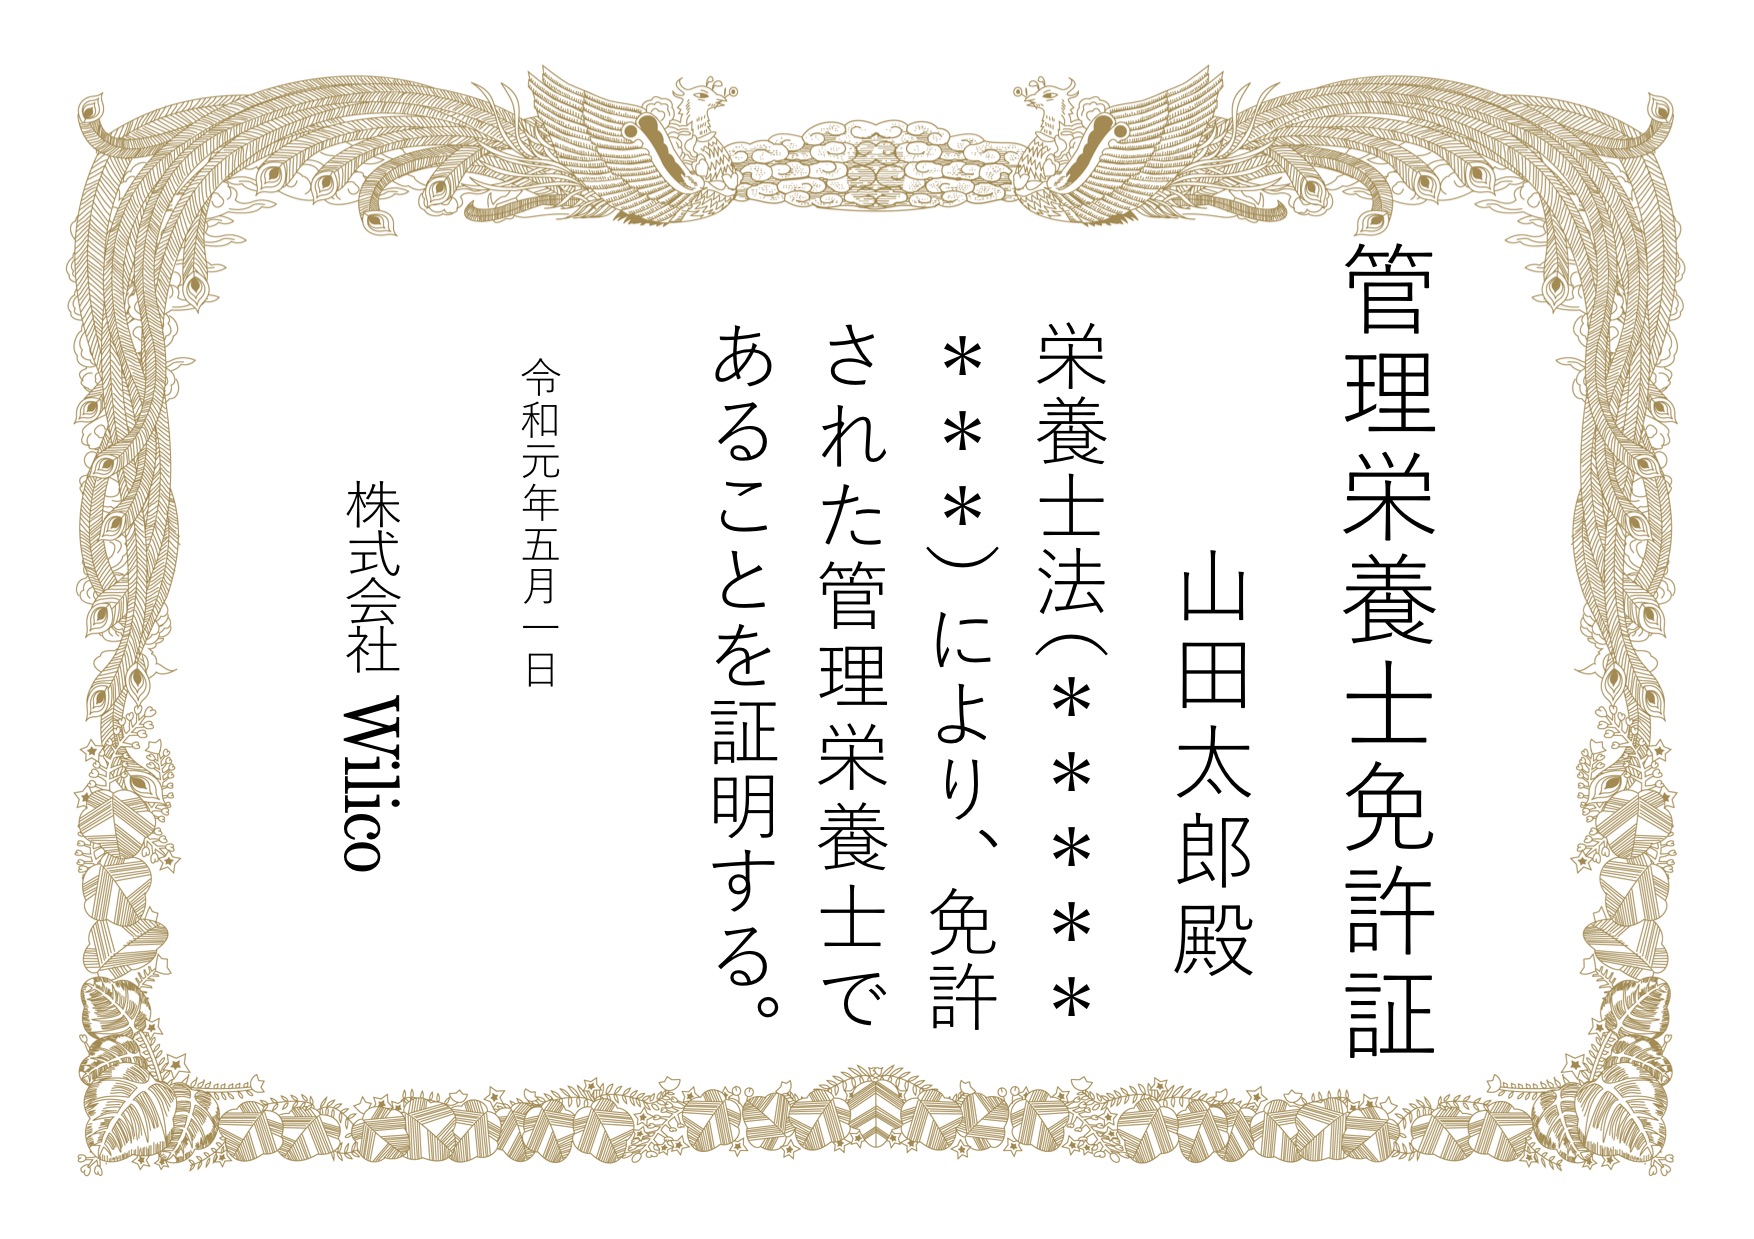 管理栄養士免許証
山田太郎殿
栄養士法（＊＊＊＊＊
＊＊＊）により、免許
された管理栄養士で
あることを証明する。
令和元年五月一日
株式会社 Wilico